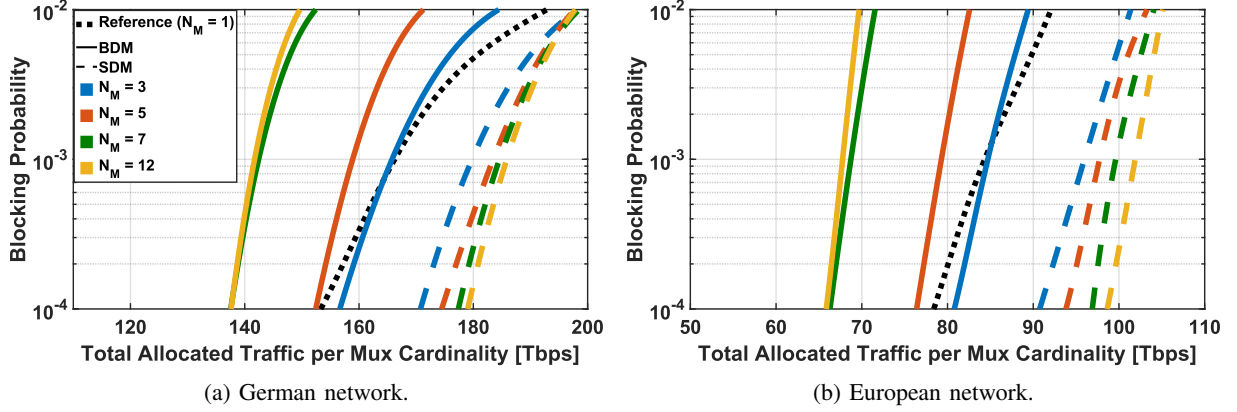 Blocking Probability
10^-2
10^-3
10^-4
Reference (N_M = 1)
BDM
SDM
N_M = 3
N_M = 5
N_M = 7
N_M = 12
120 140 160 180 200
Total Allocated Traffic per Mux Cardinality [Tbps]
(a) German network.
Blocking Probability
10^-2
10^-3
10^-4
50 60 70 80 90 100 110
Total Allocated Traffic per Mux Cardinality [Tbps]
(b) European network.